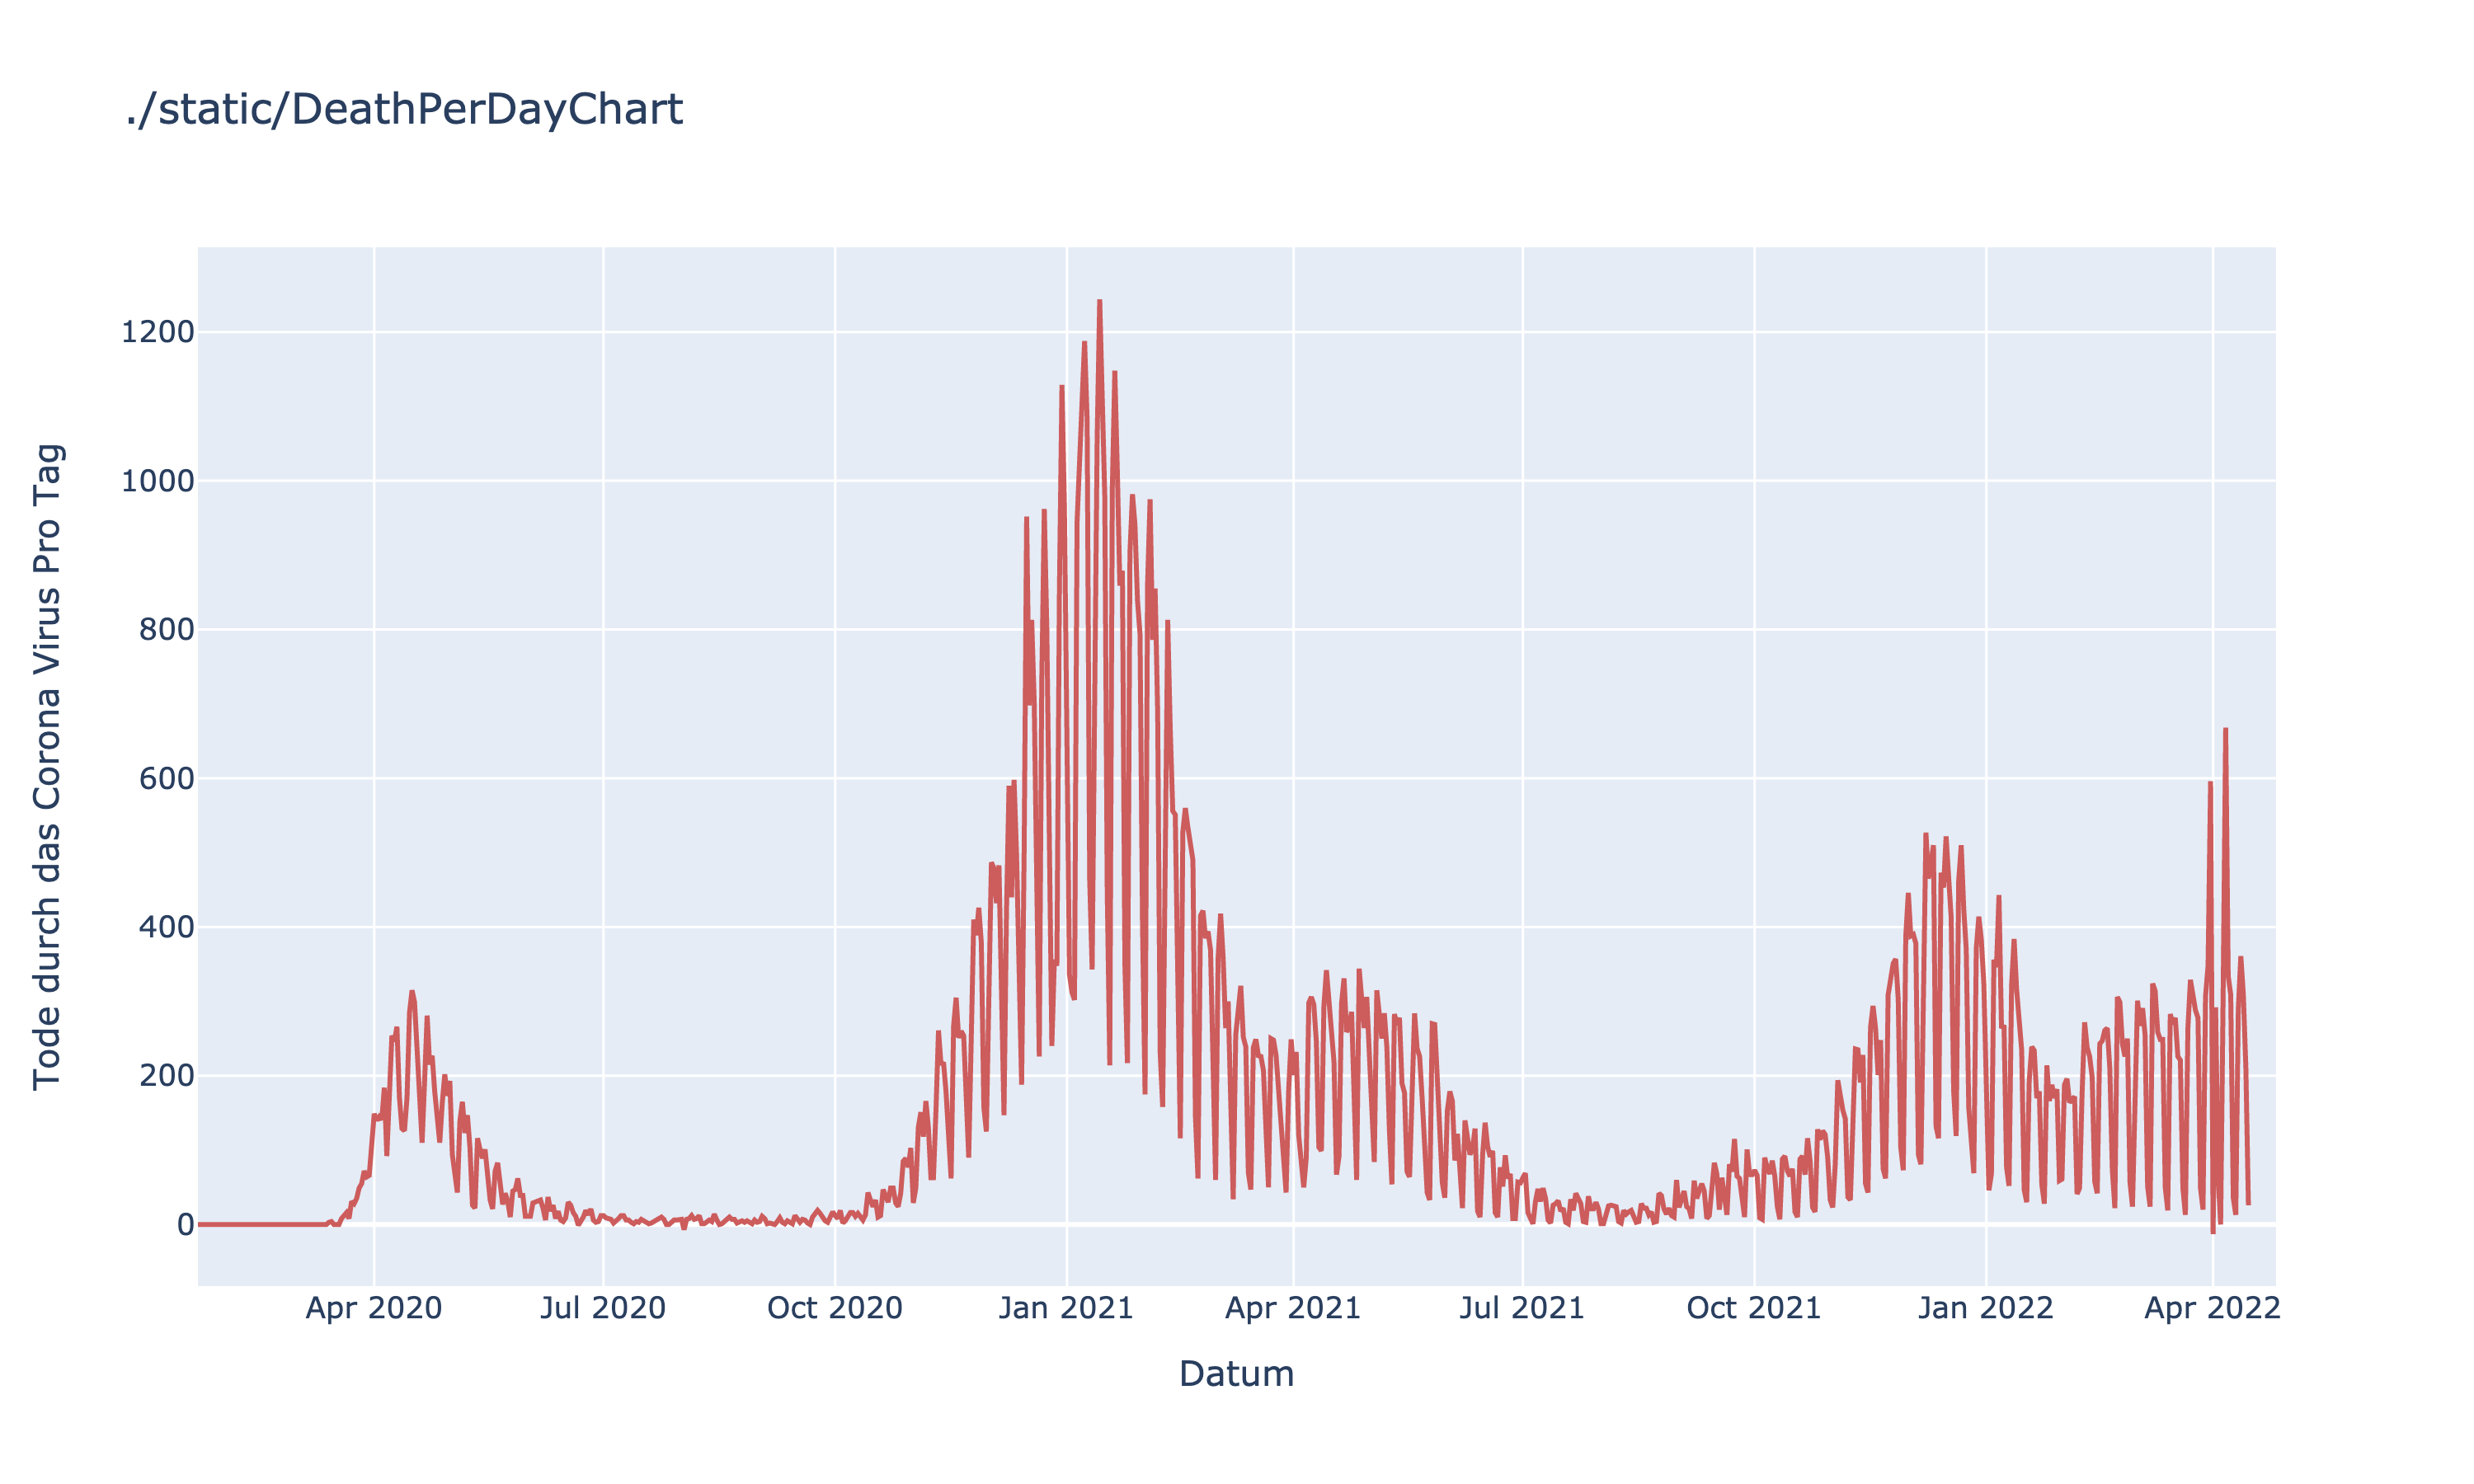 ./static/DeathPerDayChart
Tode durch das Corona Virus Pro Tag
1200
1000
800
600
400
200
0
Apr 2020
Jul 2020
Oct 2020
Jan 2021
Apr 2021
Jul 2021
Oct 2021
Jan 2022
Apr 2022
Datum